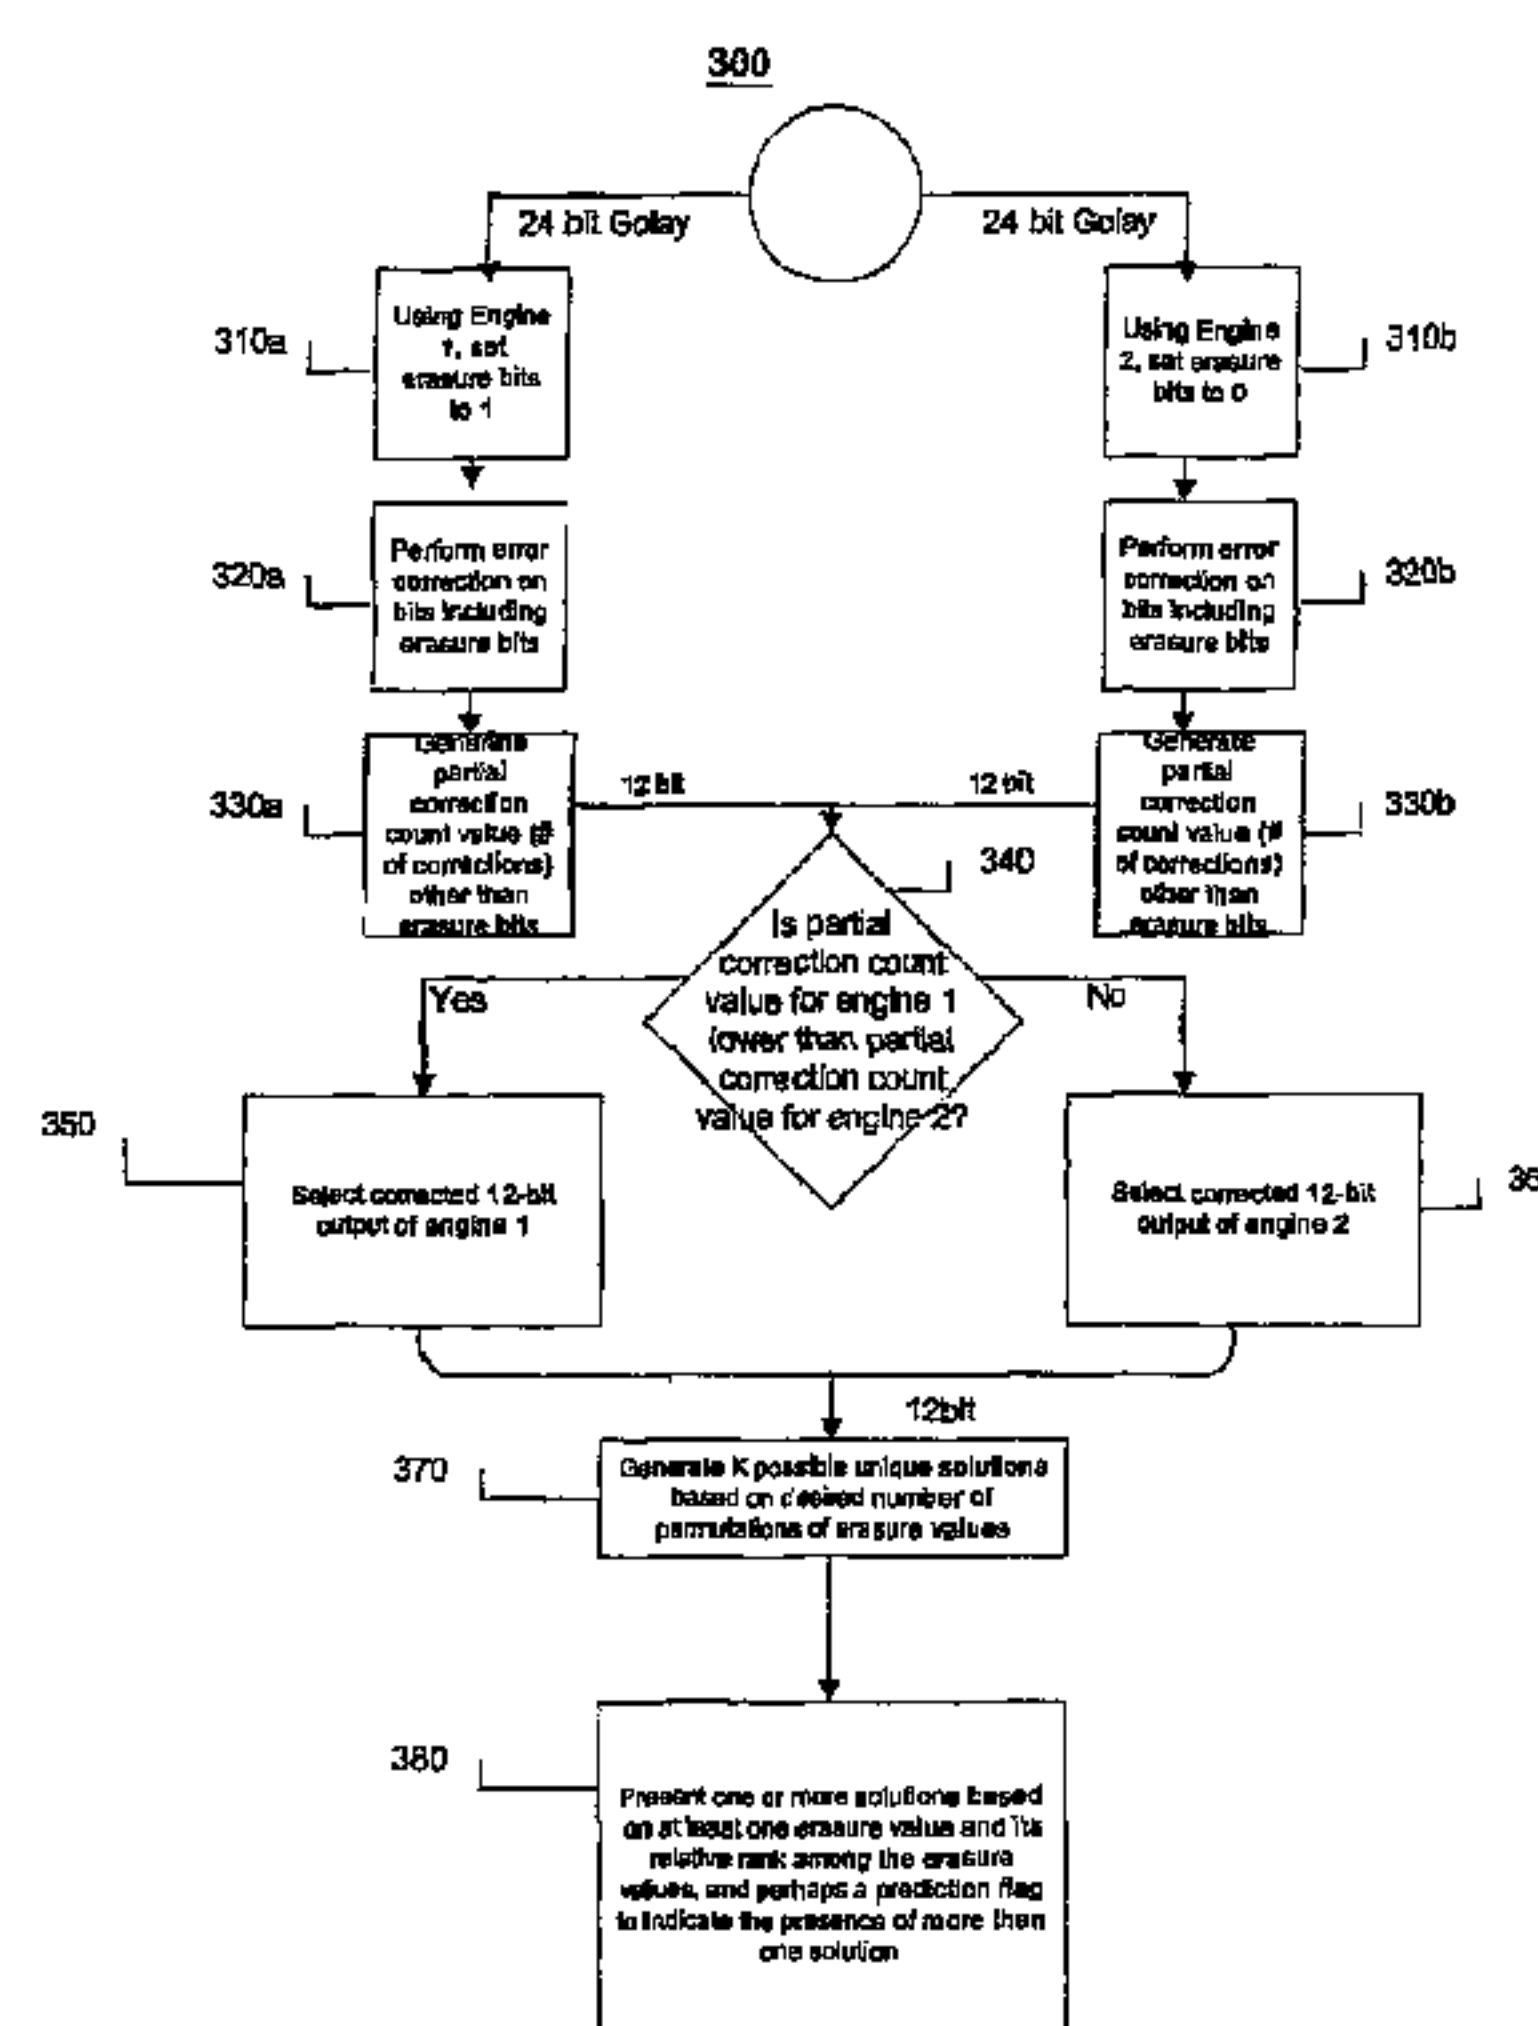 300
24 bit Golay
24 bit Golay
310a
Using Engine
1, set
erasure bits
to 1
Using Engine
2, set erasure
bits to 0
310b
320a
Perform error
correction on
bits including
erasure bits
Perform error
correction on
bits including
erasure bits
320b
330a
Generate
partial
correction
count value (#
of corrections)
other than
erasure bits
12 bit
12 bit
Generate
partial
correction
count value (#
of corrections)
other than
erasure bits
330b
340
Is partial
correction count
value for engine 1
lower than partial
correction count
value for engine 2?
Yes
No
350
Select corrected 12-bit
output of engine 1
Select corrected 12-bit
output of engine 2
12bit
370
Generate K possible unique solutions
based on desired number of
permutations of erasure values
380
Present one or more solutions based
on at least one erasure value and its
relative rank among the erasure
values, and perhaps a prediction flag
to indicate the presence of more than
one solution